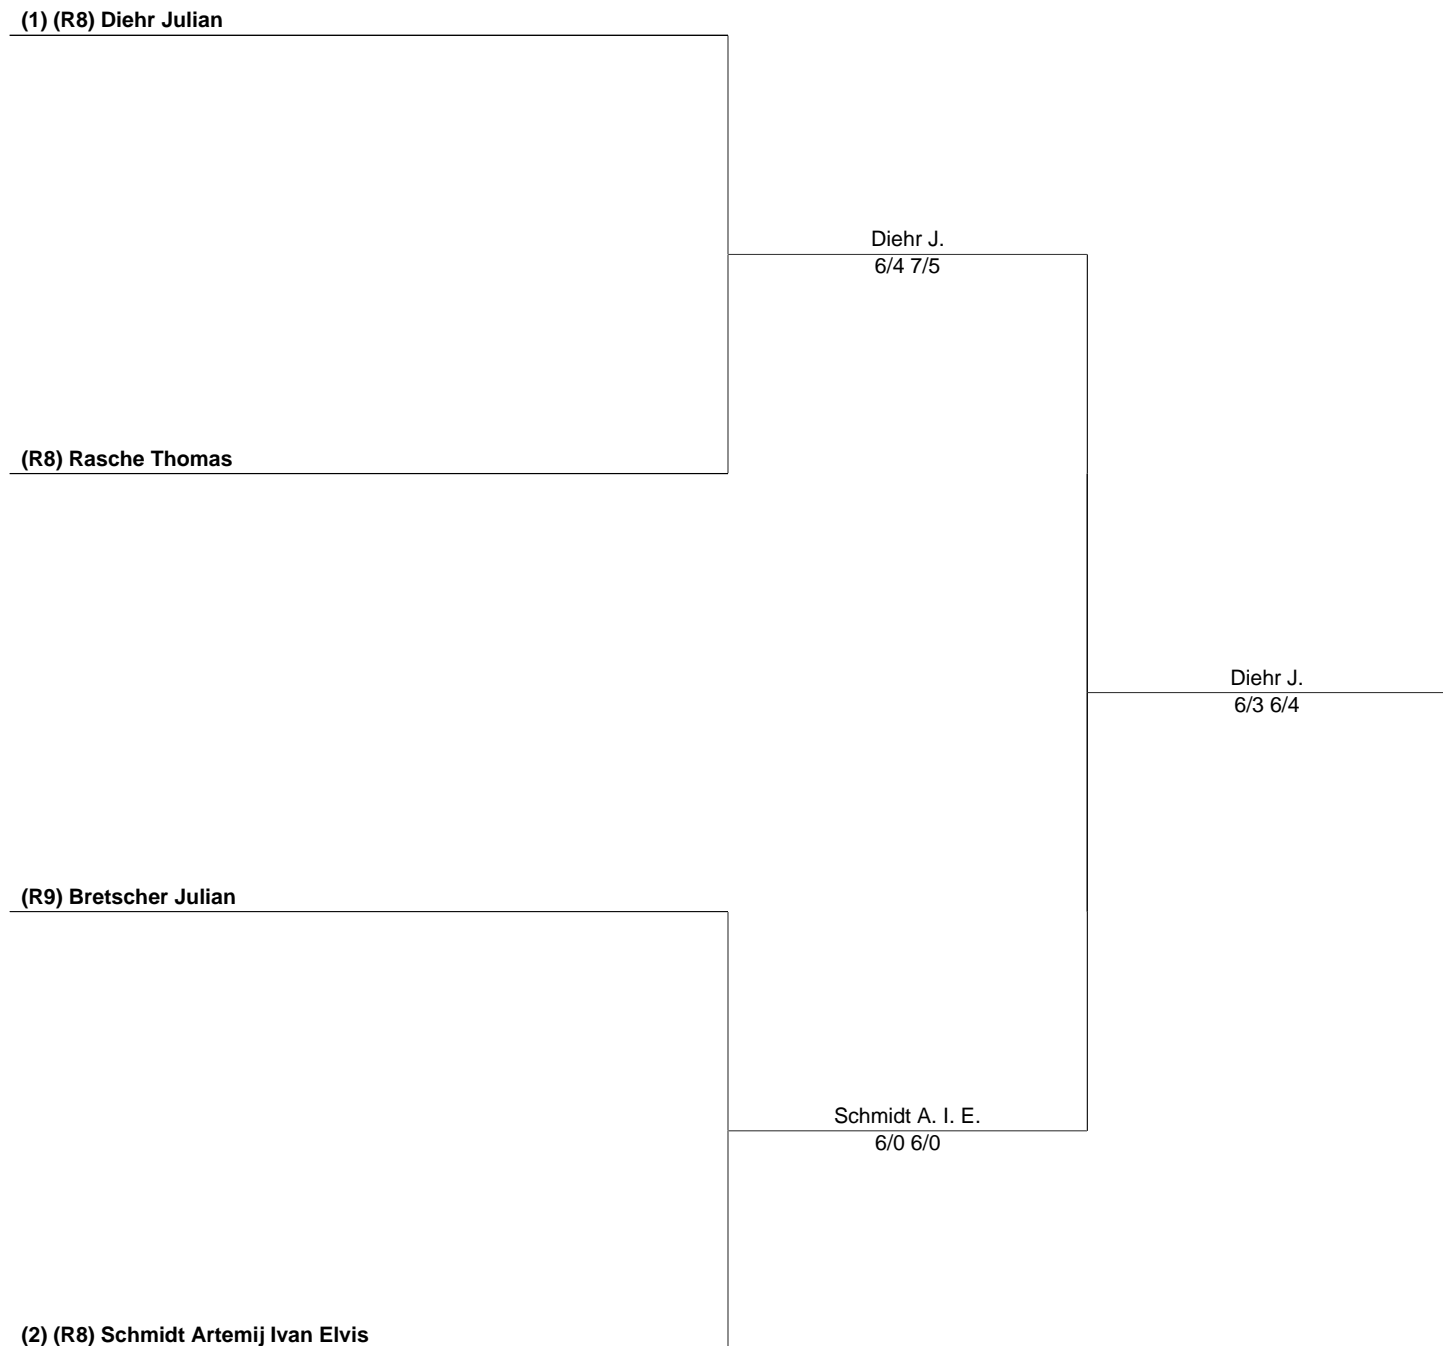 (1) (R8) Diehr Julian
Diehr J.
6/4 7/5
(R8) Rasche Thomas
Diehr J.
6/3 6/4
(R9) Bretscher Julian
Schmidt A. I. E.
6/0 6/0
(2) (R8) Schmidt Artemij Ivan Elvis